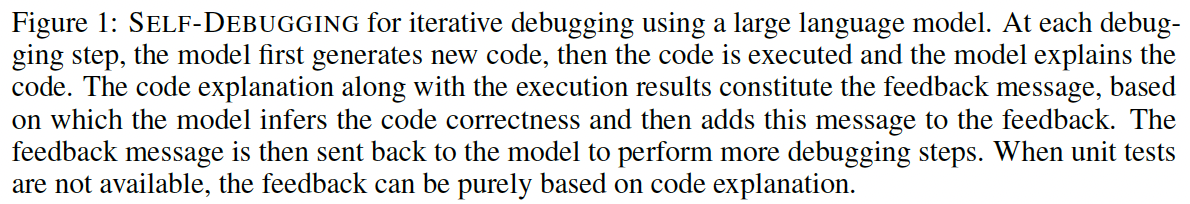 Figure 1: SELF-DEBUGGING for iterative debugging using a large language model. At each debug-
ging step, the model first generates new code, then the code is executed and the model explains the
code. The code explanation along with the execution results constitute the feedback message, based
on which the model infers the code correctness and then adds this message to the feedback. The
feedback message is then sent back to the model to perform more debugging steps. When unit tests
are not available, the feedback can be purely based on code explanation.